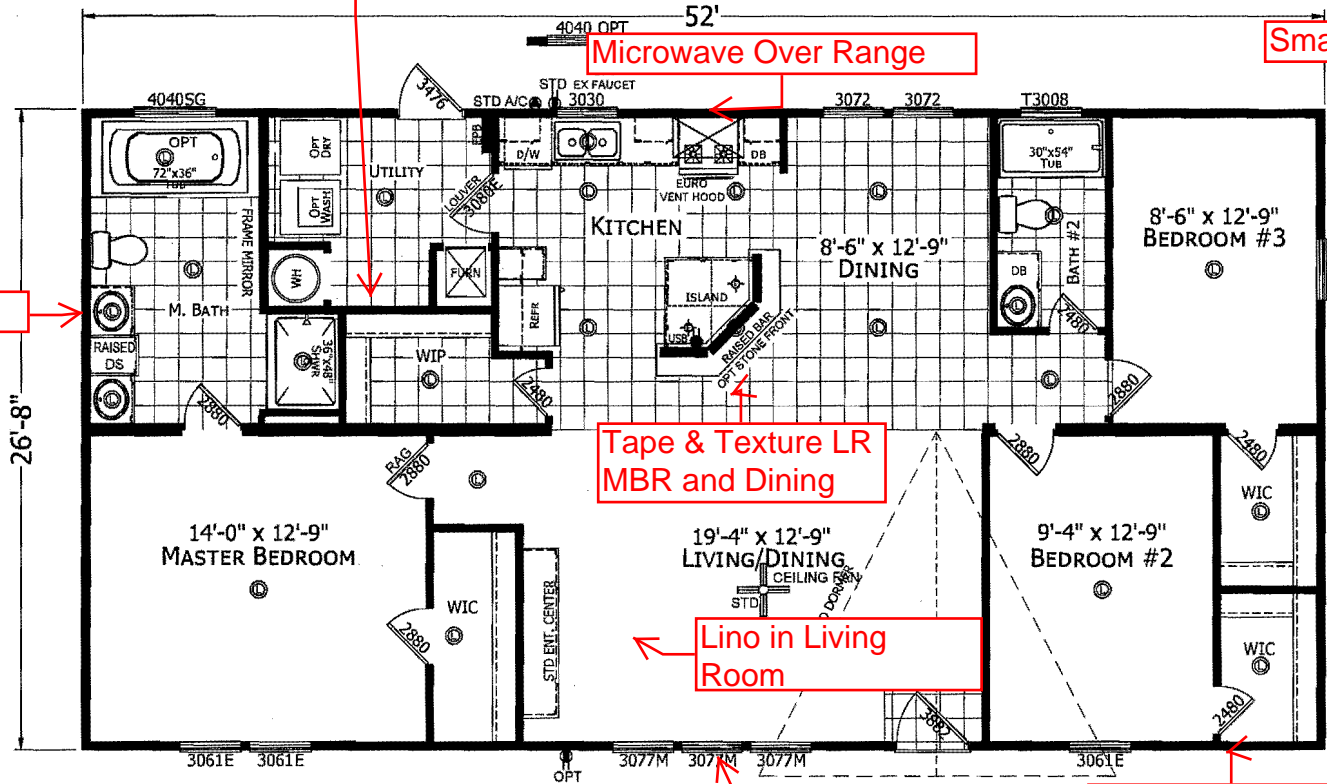 52'
4040 OPT
Microwave Over Range
Sma
STD EX FAUCET
STD A/C
3476
4040SG
3030
3072
3072
T3008
OPT
72"x36"
TUB
OPT
DRY
OPT
WASH
UTILITY
EPB
LOUVER
3080E
D/W
DB
EURO
VENT HOOD
30"x54"
TUB
KITCHEN
8'-6" x 12'-9"
DINING
8'-6" x 12'-9"
BEDROOM #3
BATH #2
DB
2480
FRAME MIRROR
WH
FURN
REFR
ISLAND
USB
RAISED BAR
OPT STONE FRONT
M. BATH
RAISED
DS
36"x48"
SHWR
WIP
2480
2880
2880
26'-8"
RAG
2880
Tape & Texture LR
MBR and Dining
2880
2480
WIC
14'-0" x 12'-9"
MASTER BEDROOM
19'-4" x 12'-9"
LIVING/DINING
CEILING FAN
STD
DORMER
9'-4" x 12'-9"
BEDROOM #2
WIC
2880
STD ENT. CENTER
Lino in Living
Room
WIC
2480
3882
3061E
3061E
OPT
3077M
3077M
3077M
3061E